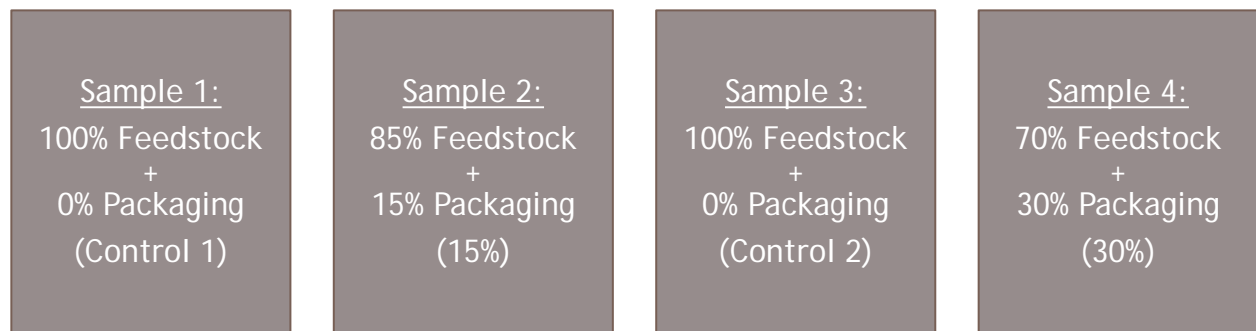 Sample 1:
100% Feedstock
+
0% Packaging
(Control 1)
Sample 2:
85% Feedstock
+
15% Packaging
(15%)
Sample 3:
100% Feedstock
+
0% Packaging
(Control 2)
Sample 4:
70% Feedstock
+
30% Packaging
(30%)